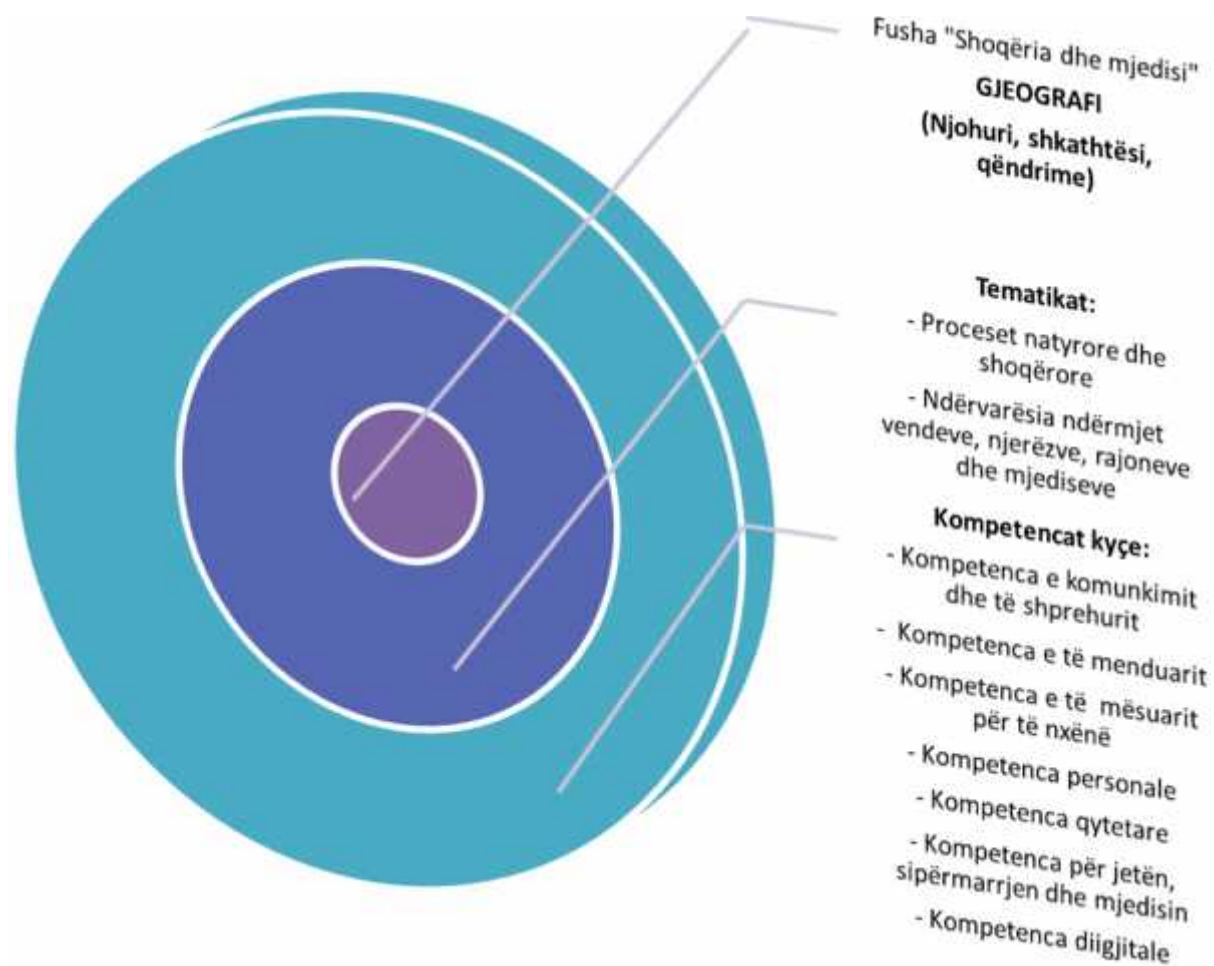 Fusha "Shoqëria dhe mjedisi"
GJEOGRAFI
(Njohuri, shkathtësi,
qëndrime)
Tematikat:
- Proceset natyrore dhe
shoqërore
- Ndërvarësia ndërmjet
vendeve, njerëzve, rajoneve
dhe mjediseve
Kompetencat kyçe:
- Kompetenca e komunkimit
dhe të shprehurit
- Kompetenca e të menduarit
- Kompetenca e të mësuarit
për të nxënë
- Kompetenca personale
- Kompetenca qytetare
- Kompetenca për jetën,
sipërmarrjen dhe mjedisin
- Kompetenca diigjitale